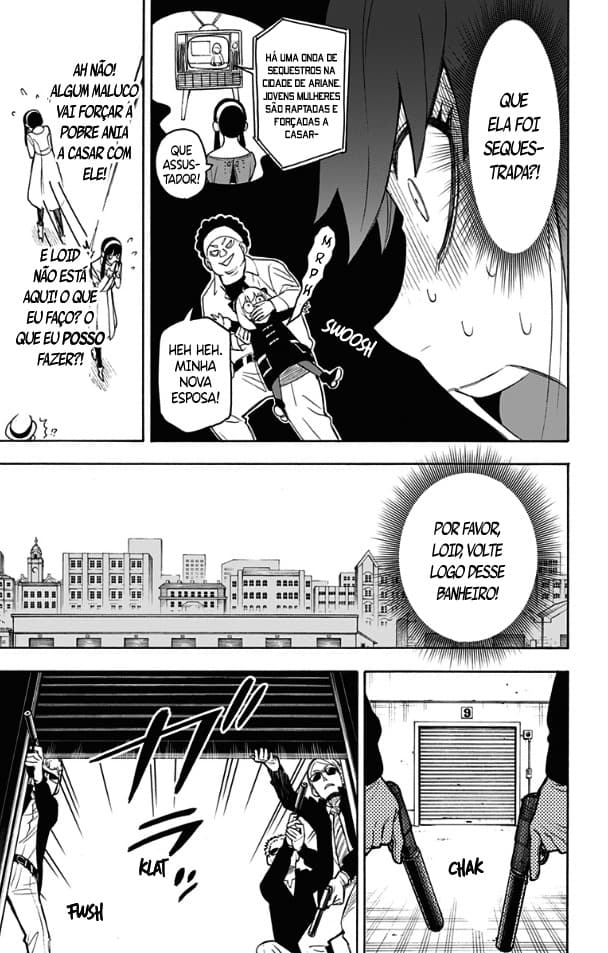 QUE
ELA FOI
SEQUES-
TRADA?!
HÁ UMA ONDA DE
SEQUESTROS NA
CIDADE DE ARIANE.
JOVENS MULHERES
SÃO RAPTADAS E
FORÇADAS A
CASAR-
QUE
ASSUS-
TADOR!
MRPH
SWOOSH
HEH HEH.
MINHA
NOVA
ESPOSA!
AH NÃO!
ALGUM MALUCO
VAI FORÇAR A
POBRE ANIA
A CASAR COM
ELE!
E LOID
NÃO ESTÁ
AQUI! O QUE
EU FAÇO? O
QUE EU POSSO
FAZER?!
!?
POR FAVOR,
LOID, VOLTE
LOGO DESSE
BANHEIRO!
9
CHAK
ガッ
KLAT
FWSH